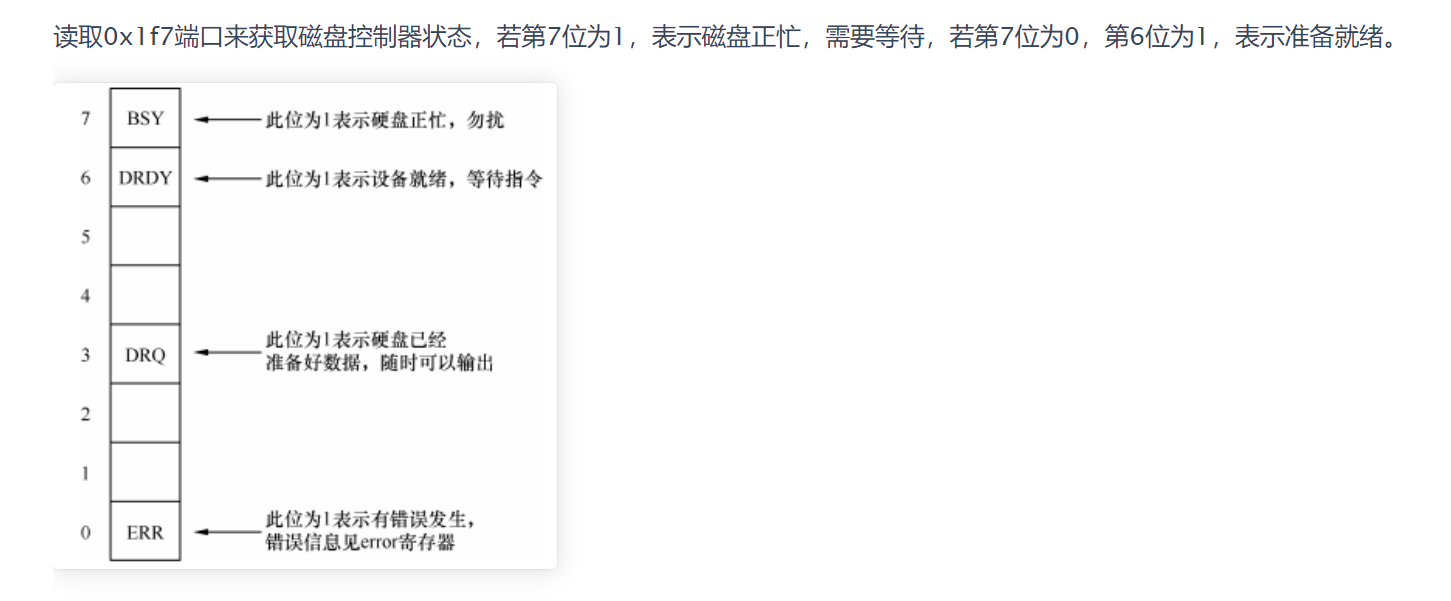 读取0x1f7端口来获取磁盘控制器状态，若第7位为1，表示磁盘正忙，需要等待，若第7位为0，第6位为1，表示准备就绪。
7 BSY 此位为1表示硬盘正忙，勿扰
6 DRDY 此位为1表示设备就绪，等待指令
5
4
此位为1表示硬盘已经
3 DRQ 准备好数据，随时可以输出
2
1
此位为1表示有错误发生，
0 ERR 错误信息见error寄存器